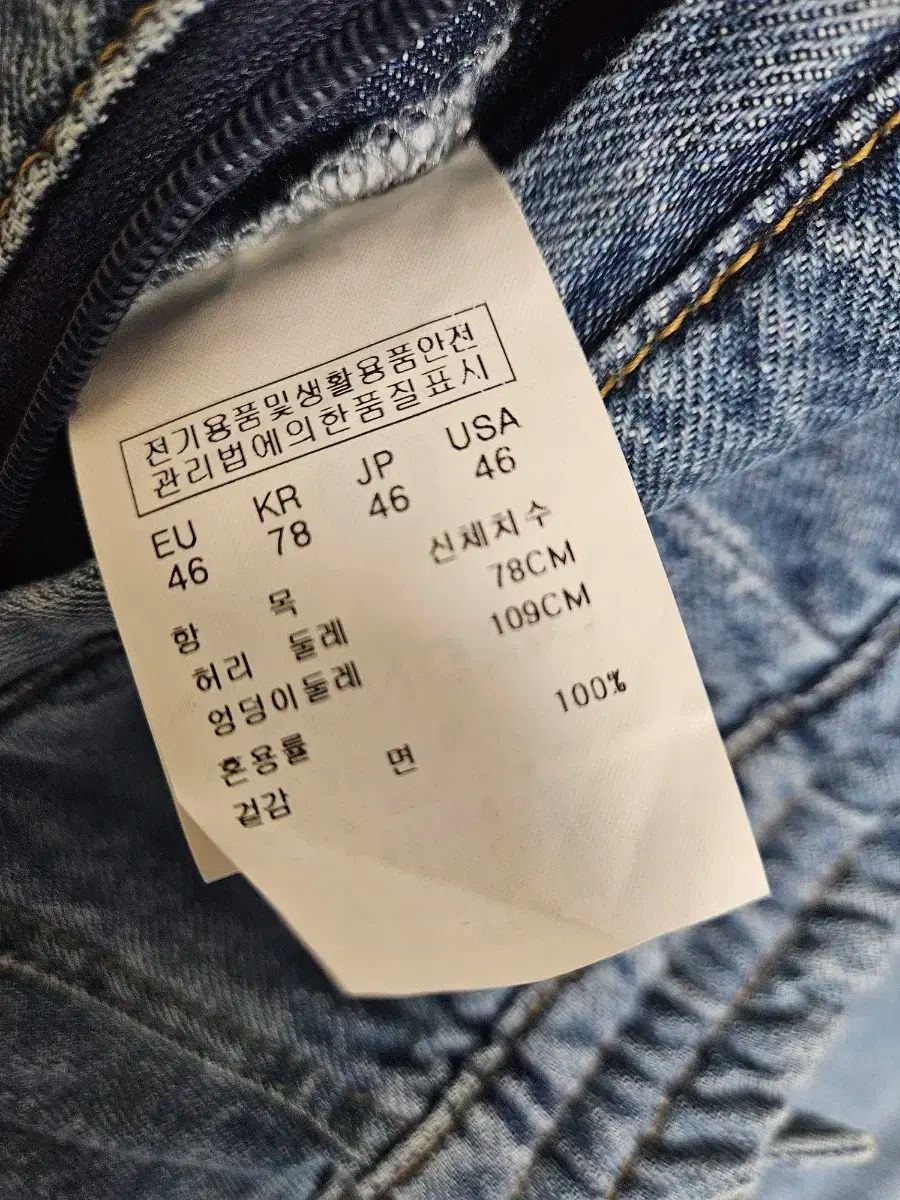 전기용품및생활용품안전
관리법에의한품질표시
EU KR JP USA
46 78 46 46
항 목 신체치수
허리 둘레 78CM
엉덩이둘레 109CM
혼용률
겉감 면 100%